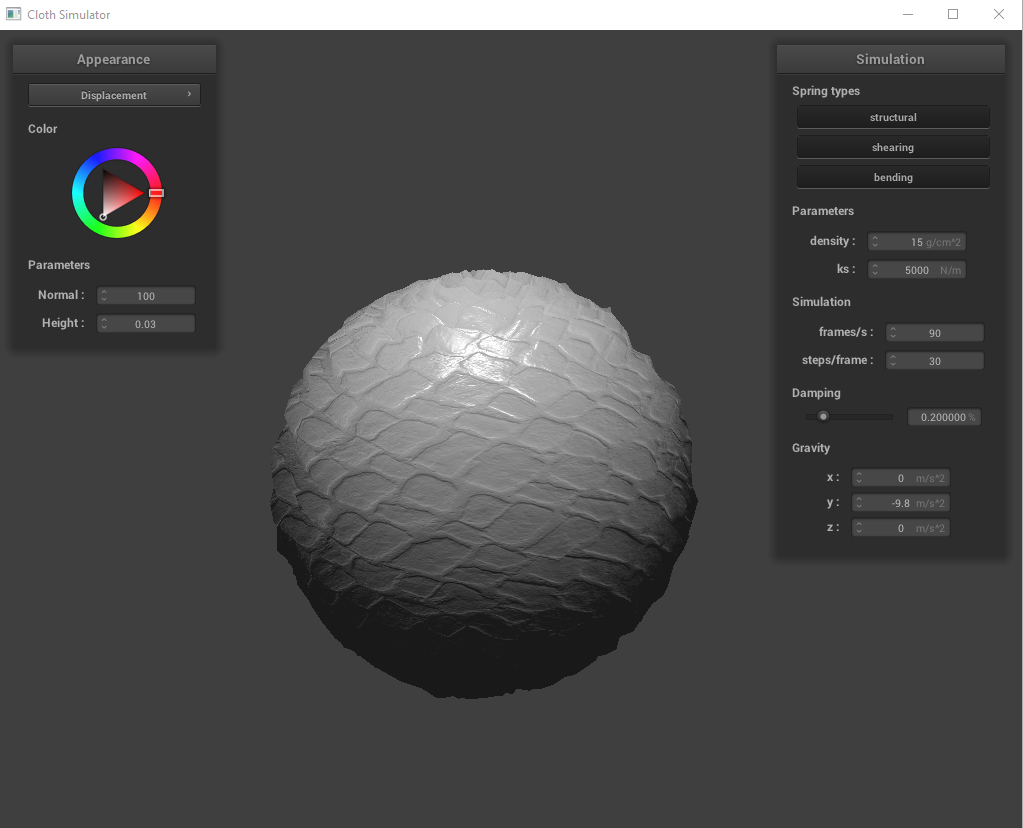 Cloth Simulator
Appearance
Displacement
Color
Parameters
Normal : 100
Height : 0.03
Simulation
Spring types
structural
shearing
bending
Parameters
density : 15 g/cm^2
ks : 5000 N/m
Simulation
frames/s : 90
steps/frame : 30
Damping
0.200000 %
Gravity
x : 0 m/s^2
y : -9.8 m/s^2
z : 0 m/s^2